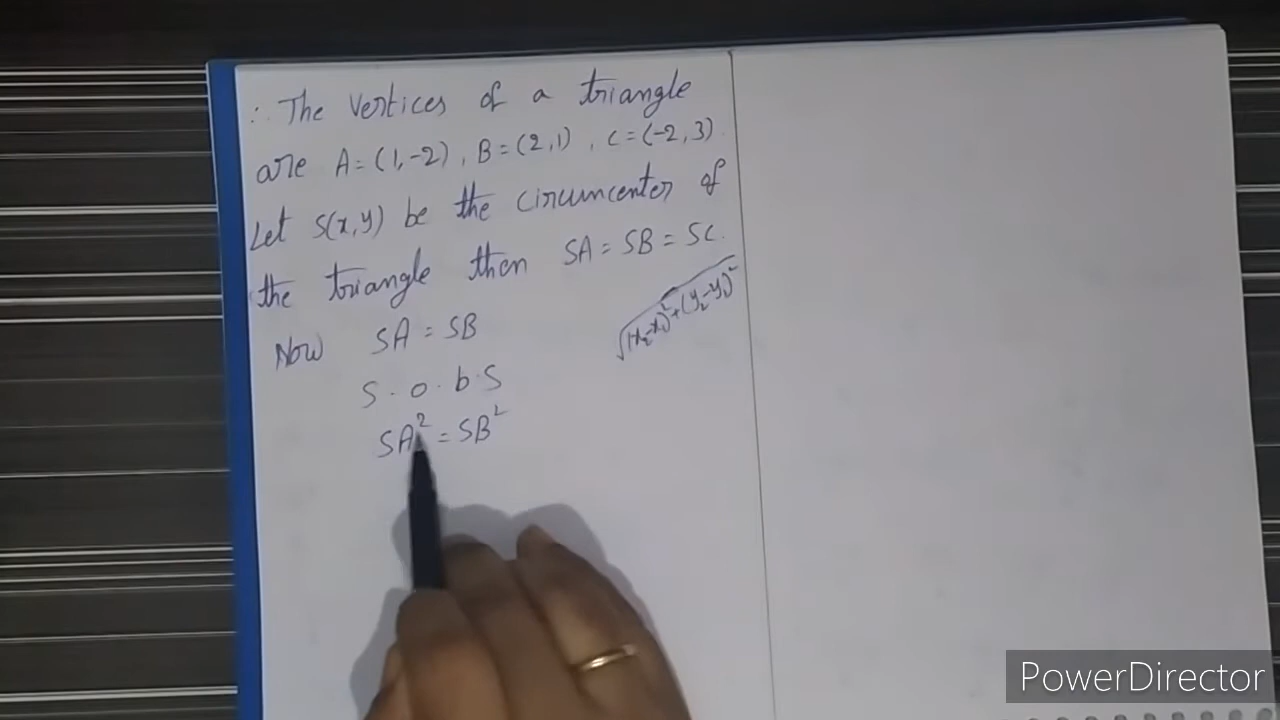 ∴ The vertices of a triangle
are A = (1,-2), B = (2,1), C = (-2,3)
Let S(x,y) be the circumcenter of
the triangle then SA = SB = SC.
√(x₂-x₁)²+(y₂-y₁)²
Now SA = SB
S.o.b.S
SA² = SB²
PowerDirector